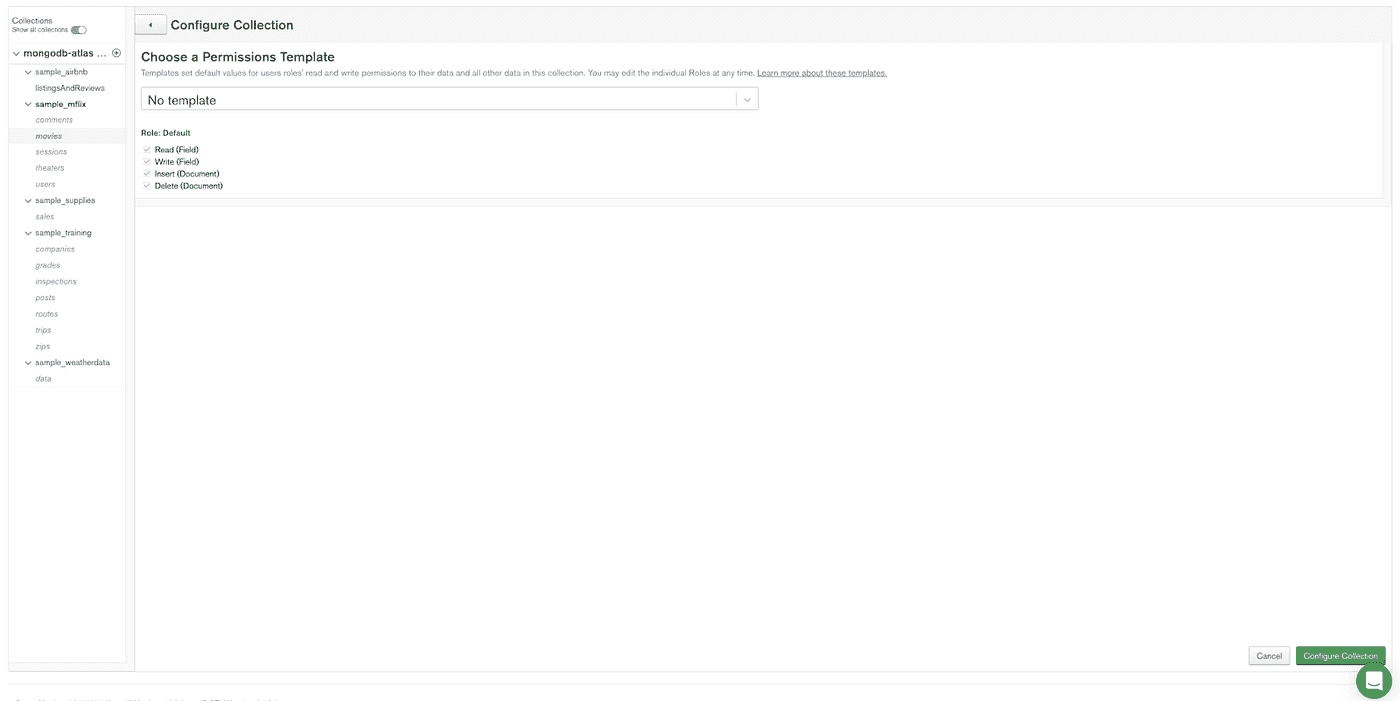 Collections
Show all collections
mongodb-atlas ...
sample_airbnb
listingsAndReviews
sample_mflix
comments
movies
sessions
theaters
users
sample_supplies
sales
sample_training
companies
grades
inspections
posts
routes
trips
zips
sample_weatherdata
data
Configure Collection
Choose a Permissions Template
Templates set default values for users roles' read and write permissions to their data and all other data in this collection. You may edit the individual Roles at any time. Learn more about these templates.
No template
Role: Default
Read (Field)
Write (Field)
Insert (Document)
Delete (Document)
Cancel
Configure Collection